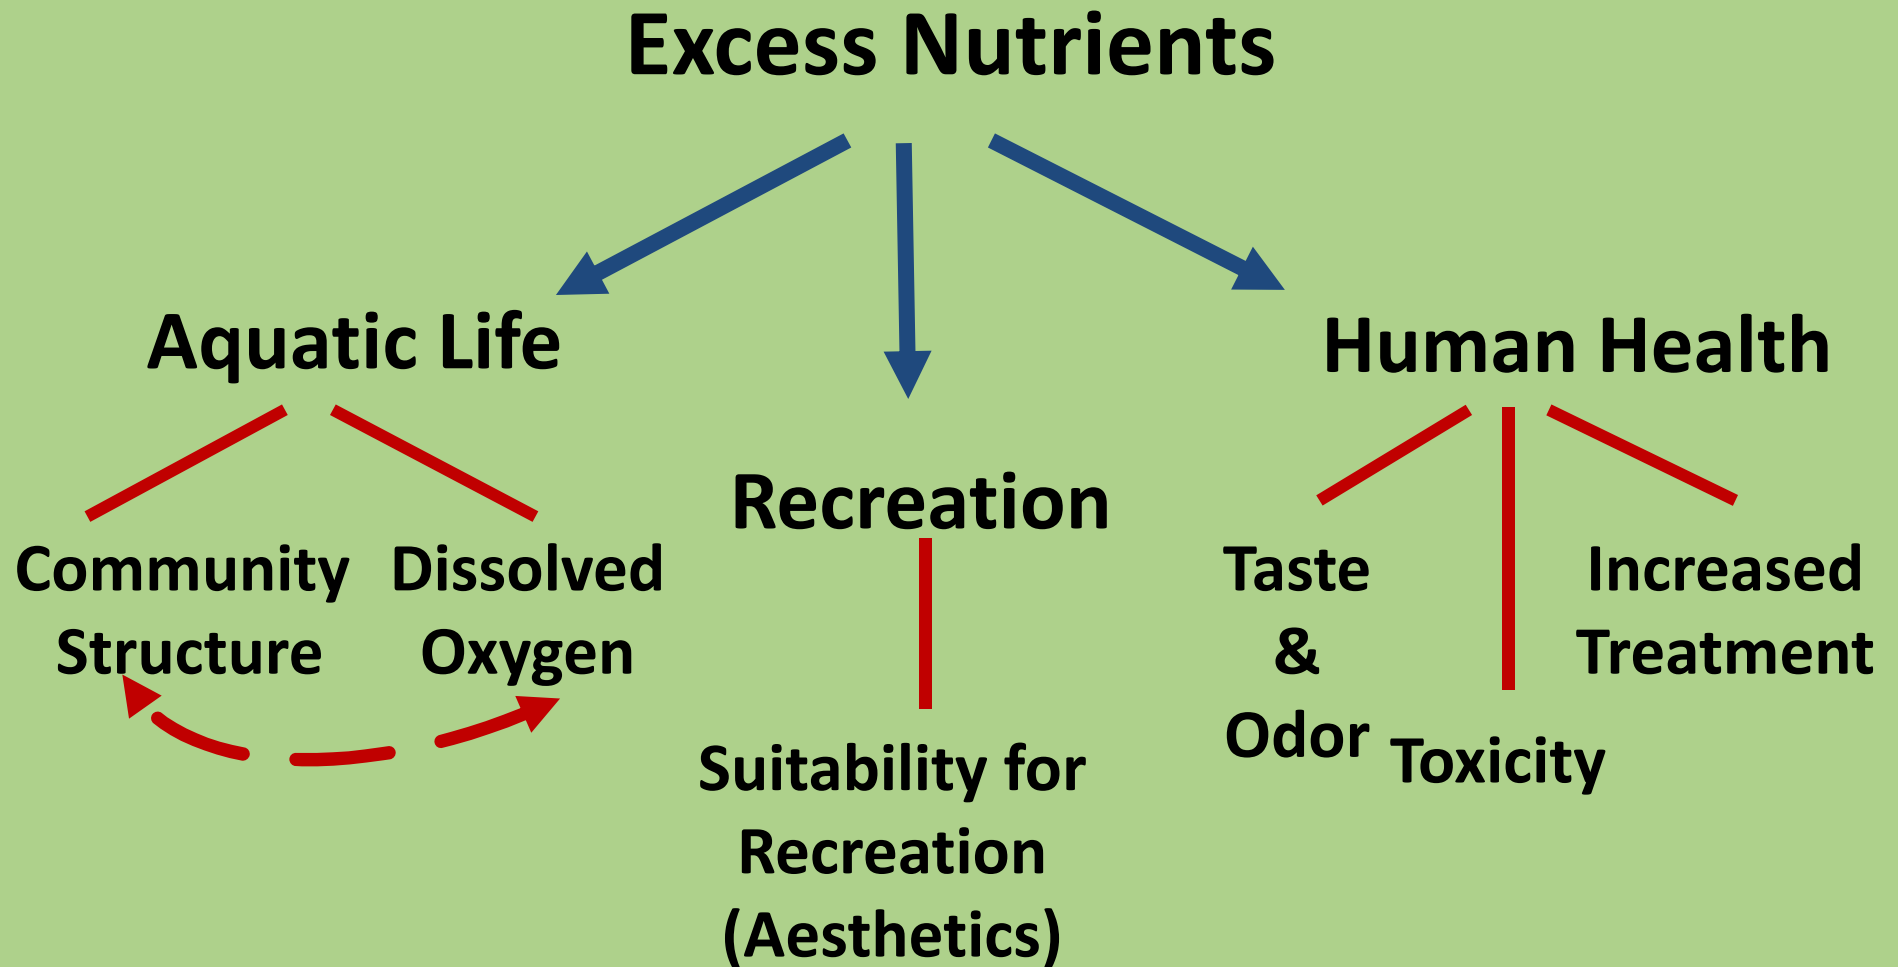 Excess Nutrients
Aquatic Life
Human Health
Recreation
Community
Structure
Dissolved
Oxygen
Suitability for
Recreation
(Aesthetics)
Taste
&
Odor
Toxicity
Increased
Treatment